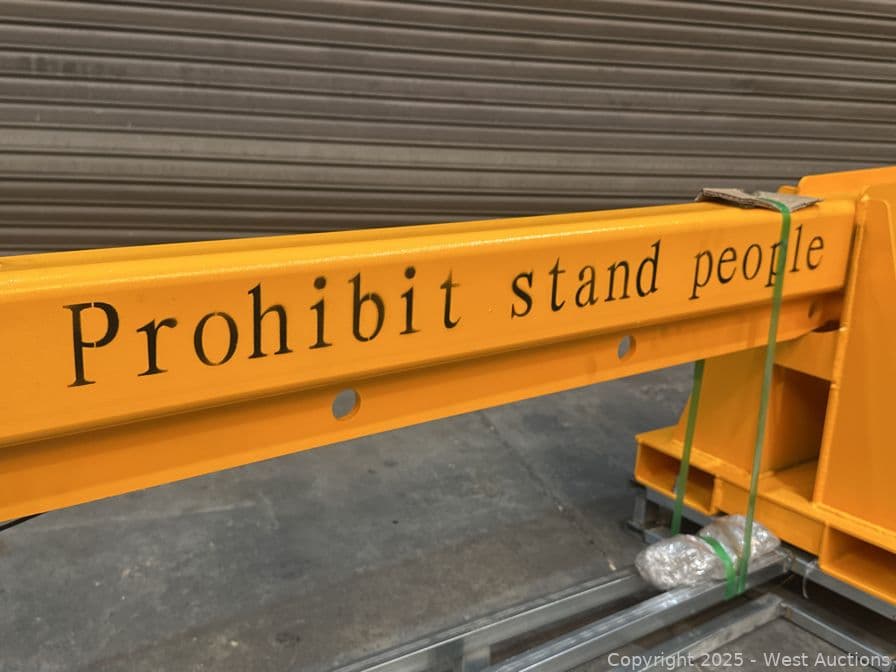 Prohibit stand people
Copyright 2025 - West Auctions